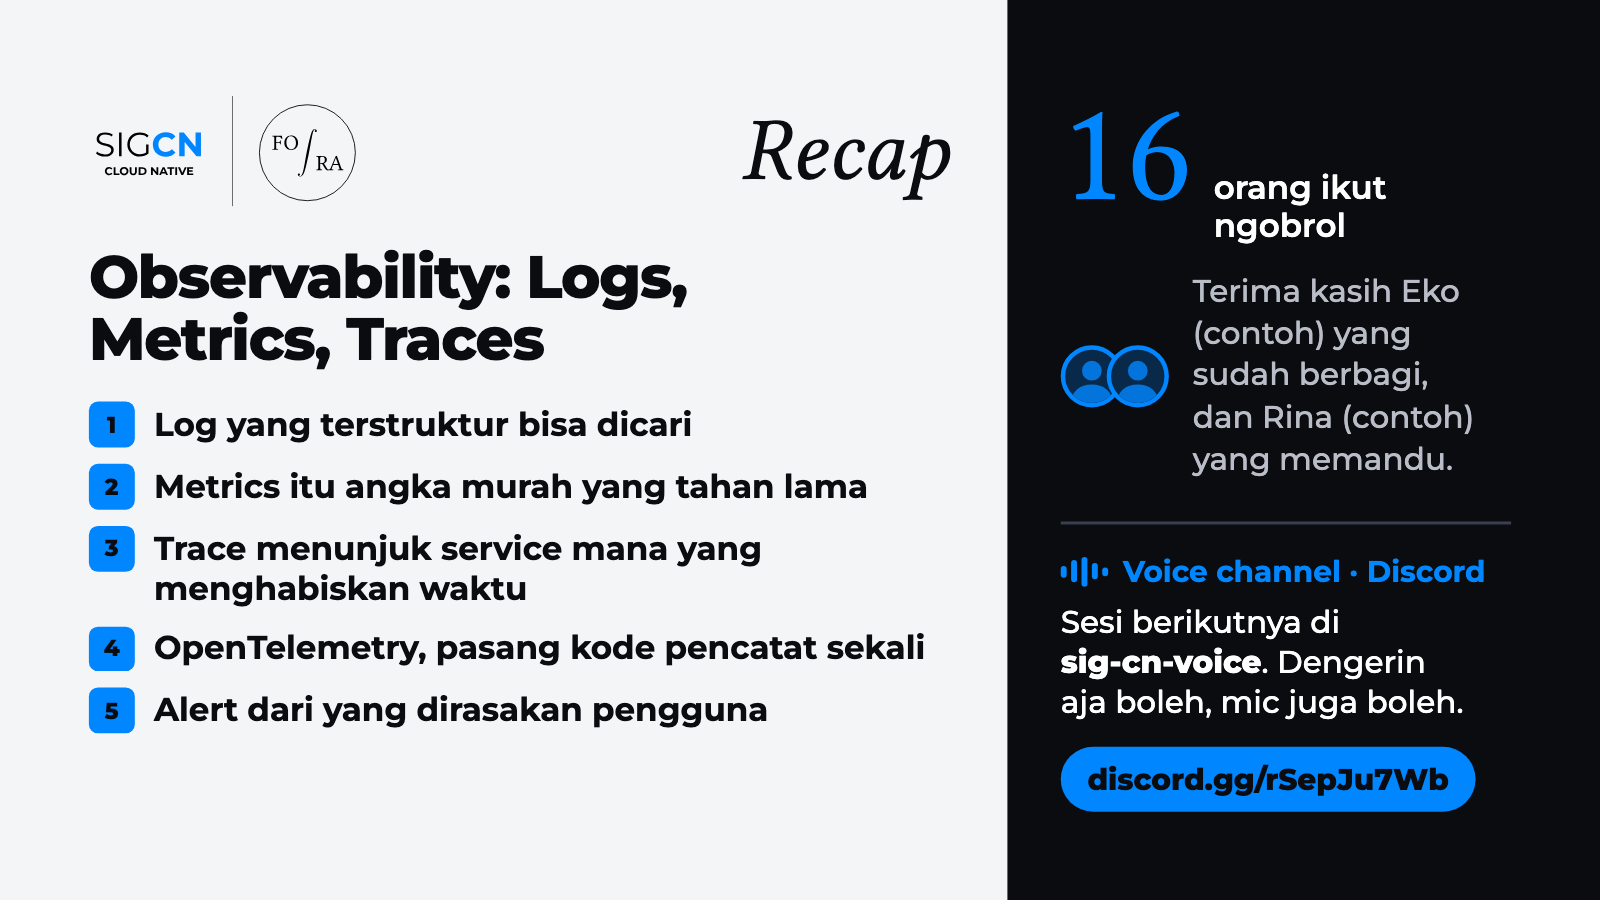 SIGCN
CLOUD NATIVE
FO
RA
Recap
Observability: Logs,
Metrics, Traces
1 Log yang terstruktur bisa dicari
2 Metrics itu angka murah yang tahan lama
3 Trace menunjuk service mana yang
menghabiskan waktu
4 OpenTelemetry, pasang kode pencatat sekali
5 Alert dari yang dirasakan pengguna
16 orang ikut
ngobrol
Terima kasih Eko
(contoh) yang
sudah berbagi,
dan Rina (contoh)
yang memandu.
Voice channel · Discord
Sesi berikutnya di
sig-cn-voice. Dengerin
aja boleh, mic juga boleh.
discord.gg/rSepJu7Wb